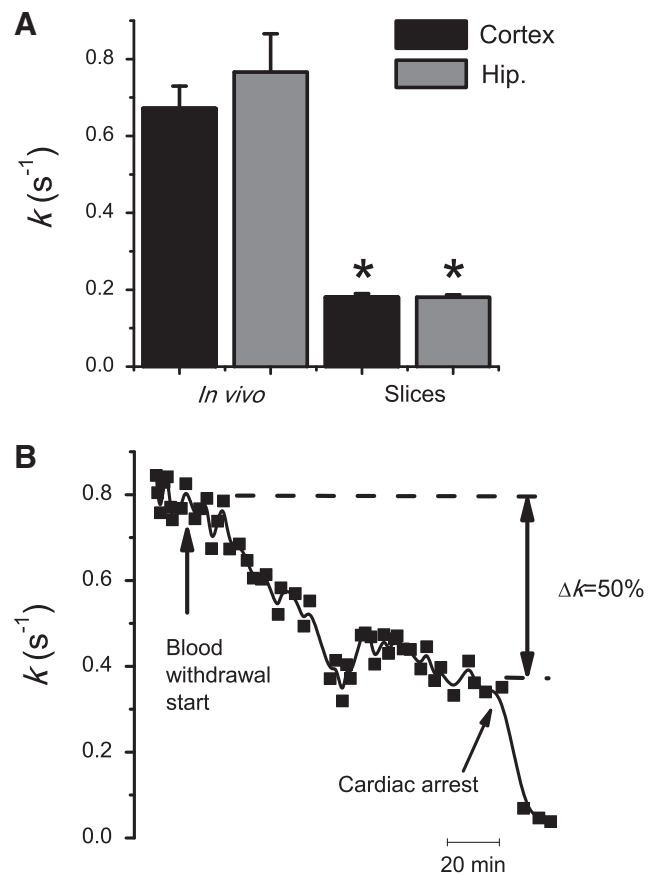 A
Cortex
Hip.
k (s⁻¹)
0.8
0.6
0.4
0.2
0.0
* *
In vivo Slices
B
k (s⁻¹)
0.8
0.6
0.4
0.2
0.0
Δk=50%
Blood
withdrawal
start
Cardiac arrest
20 min